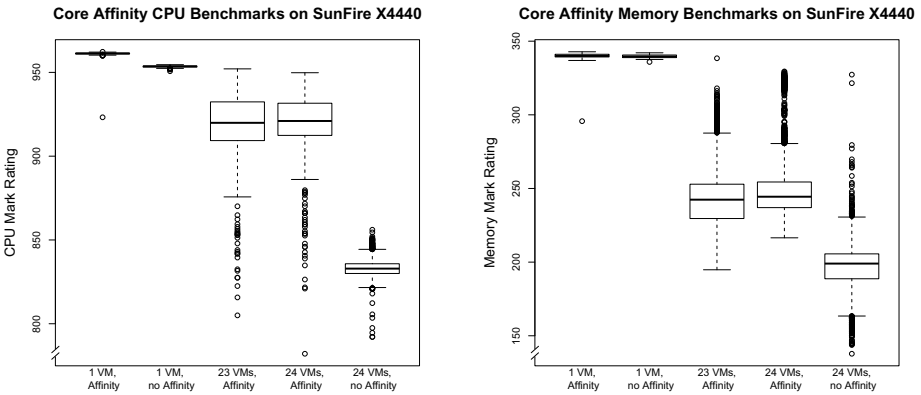 Core Affinity CPU Benchmarks on SunFire X4440
CPU Mark Rating
950
900
850
800
1 VM,
Affinity
1 VM,
no Affinity
23 VMs,
Affinity
24 VMs,
Affinity
24 VMs,
no Affinity
Core Affinity Memory Benchmarks on SunFire X4440
Memory Mark Rating
350
300
250
200
150
1 VM,
Affinity
1 VM,
no Affinity
23 VMs,
Affinity
24 VMs,
Affinity
24 VMs,
no Affinity